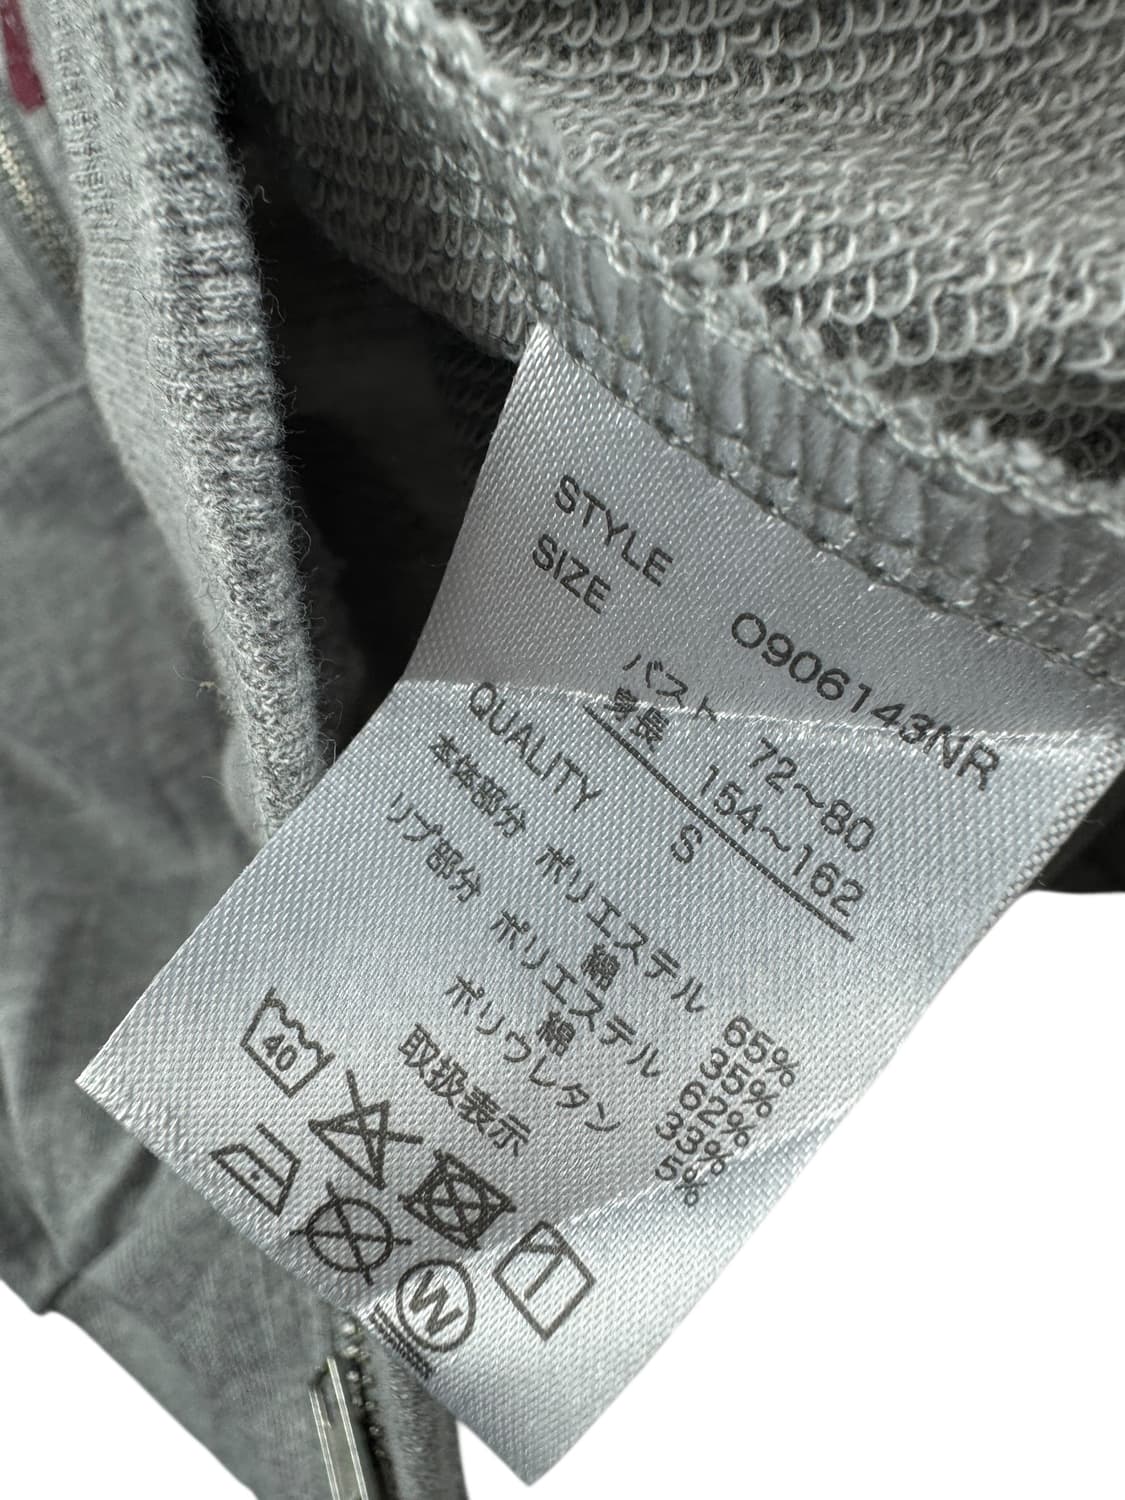 STYLE 0906143NR
SIZE バスト 72～80
身長 154～162
S
QUALITY
本体部分 ポリエステル 65%
綿 35%
リブ部分 ポリエステル 62%
綿 33%
ポリウレタン 5%
取扱表示
40
W